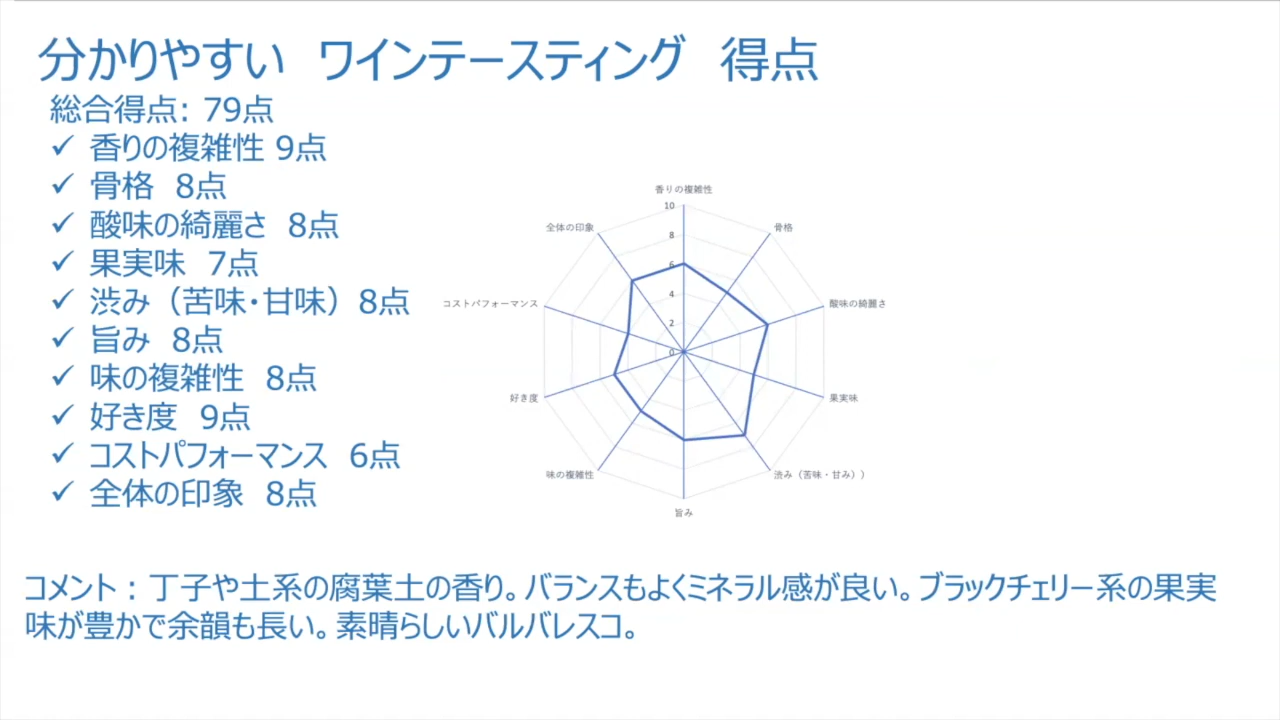 分かりやすい　ワインテースティング　得点
総合得点: 79点
✓ 香りの複雑性 9点
✓ 骨格　8点
✓ 酸味の綺麗さ　8点
✓ 果実味　7点
✓ 渋み（苦味・甘味）8点
✓ 旨み　8点
✓ 味の複雑性　8点
✓ 好き度　9点
✓ コストパフォーマンス　6点
✓ 全体の印象　8点
香りの複雑性
10
8
6
4
2
0
骨格
酸味の綺麗さ
果実味
渋み（苦味・甘み））
旨み
味の複雑性
好き度
コストパフォーマンス
全体の印象
コメント：丁子や土系の腐葉土の香り。バランスもよくミネラル感が良い。ブラックチェリー系の果実
味が豊かで余韻も長い。素晴らしいバルバレスコ。